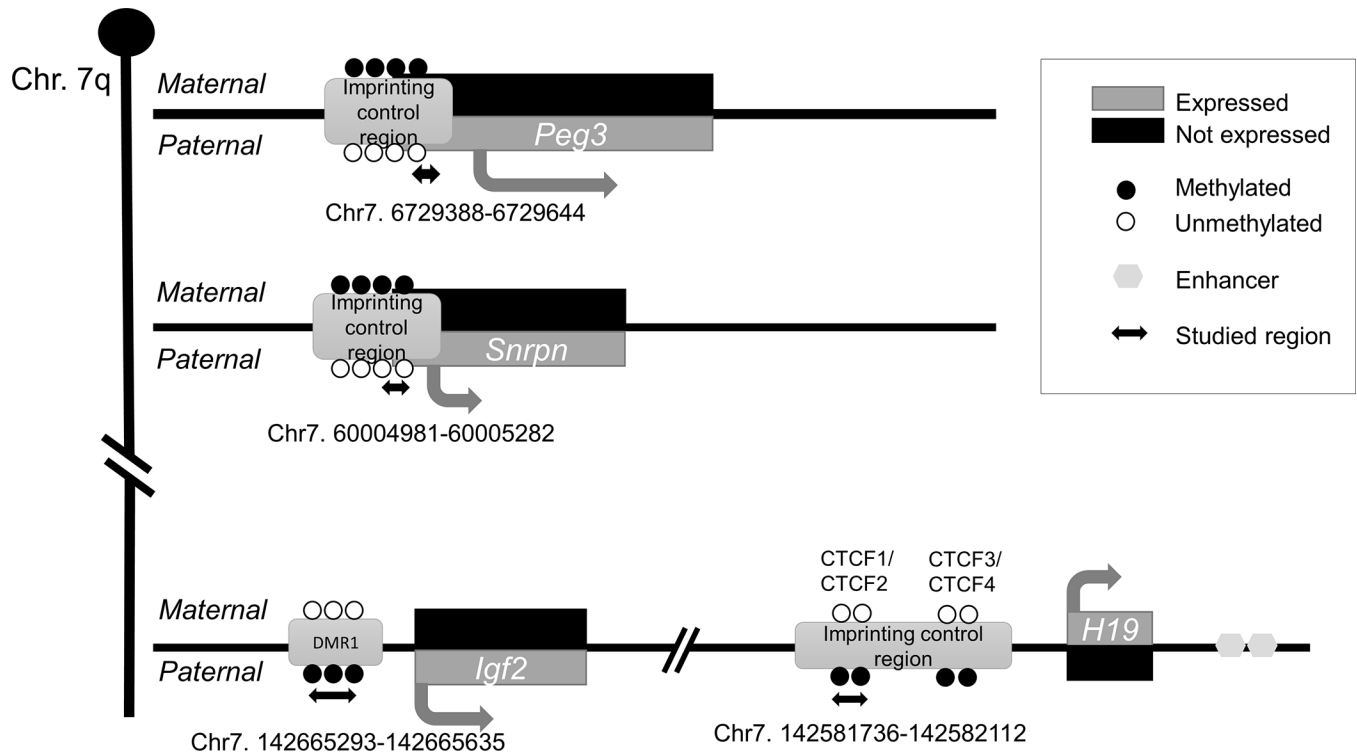 Chr. 7q
Maternal
Paternal
Imprinting
control
region
Peg3
Chr7. 6729388-6729644
Maternal
Paternal
Imprinting
control
region
Snrpn
Chr7. 60004981-60005282
Maternal
Paternal
DMR1
Igf2
Chr7. 142665293-142665635
CTCF1/
CTCF2
CTCF3/
CTCF4
Imprinting control
region
H19
Chr7. 142581736-142582112
Expressed
Not expressed
Methylated
Unmethylated
Enhancer
Studied region